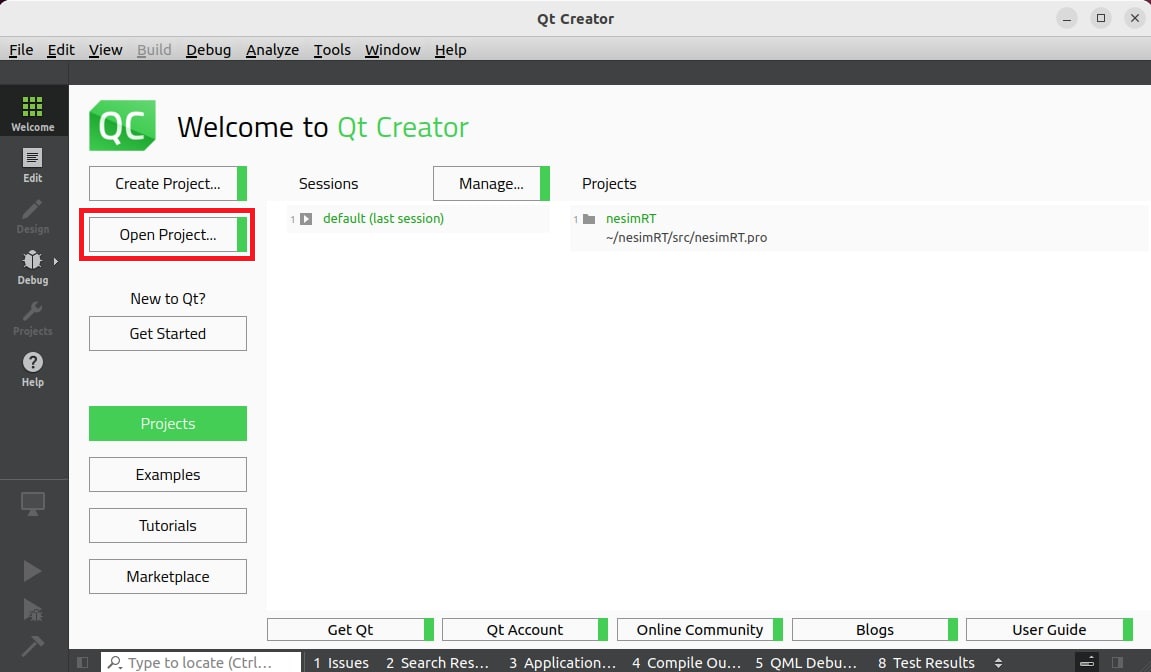 Qt Creator
File Edit View Build Debug Analyze Tools Window Help
Welcome
Edit
Design
Debug
Projects
Help
QC
Welcome to Qt Creator
Create Project...
Sessions
Manage...
Projects
Open Project...
1 default (last session)
1 nesimRT
~/nesimRT/src/nesimRT.pro
New to Qt?
Get Started
Projects
Examples
Tutorials
Marketplace
Get Qt
Qt Account
Online Community
Blogs
User Guide
Type to locate (Ctrl...
1 Issues 2 Search Res... 3 Application... 4 Compile Ou... 5 QML Debu... 8 Test Results